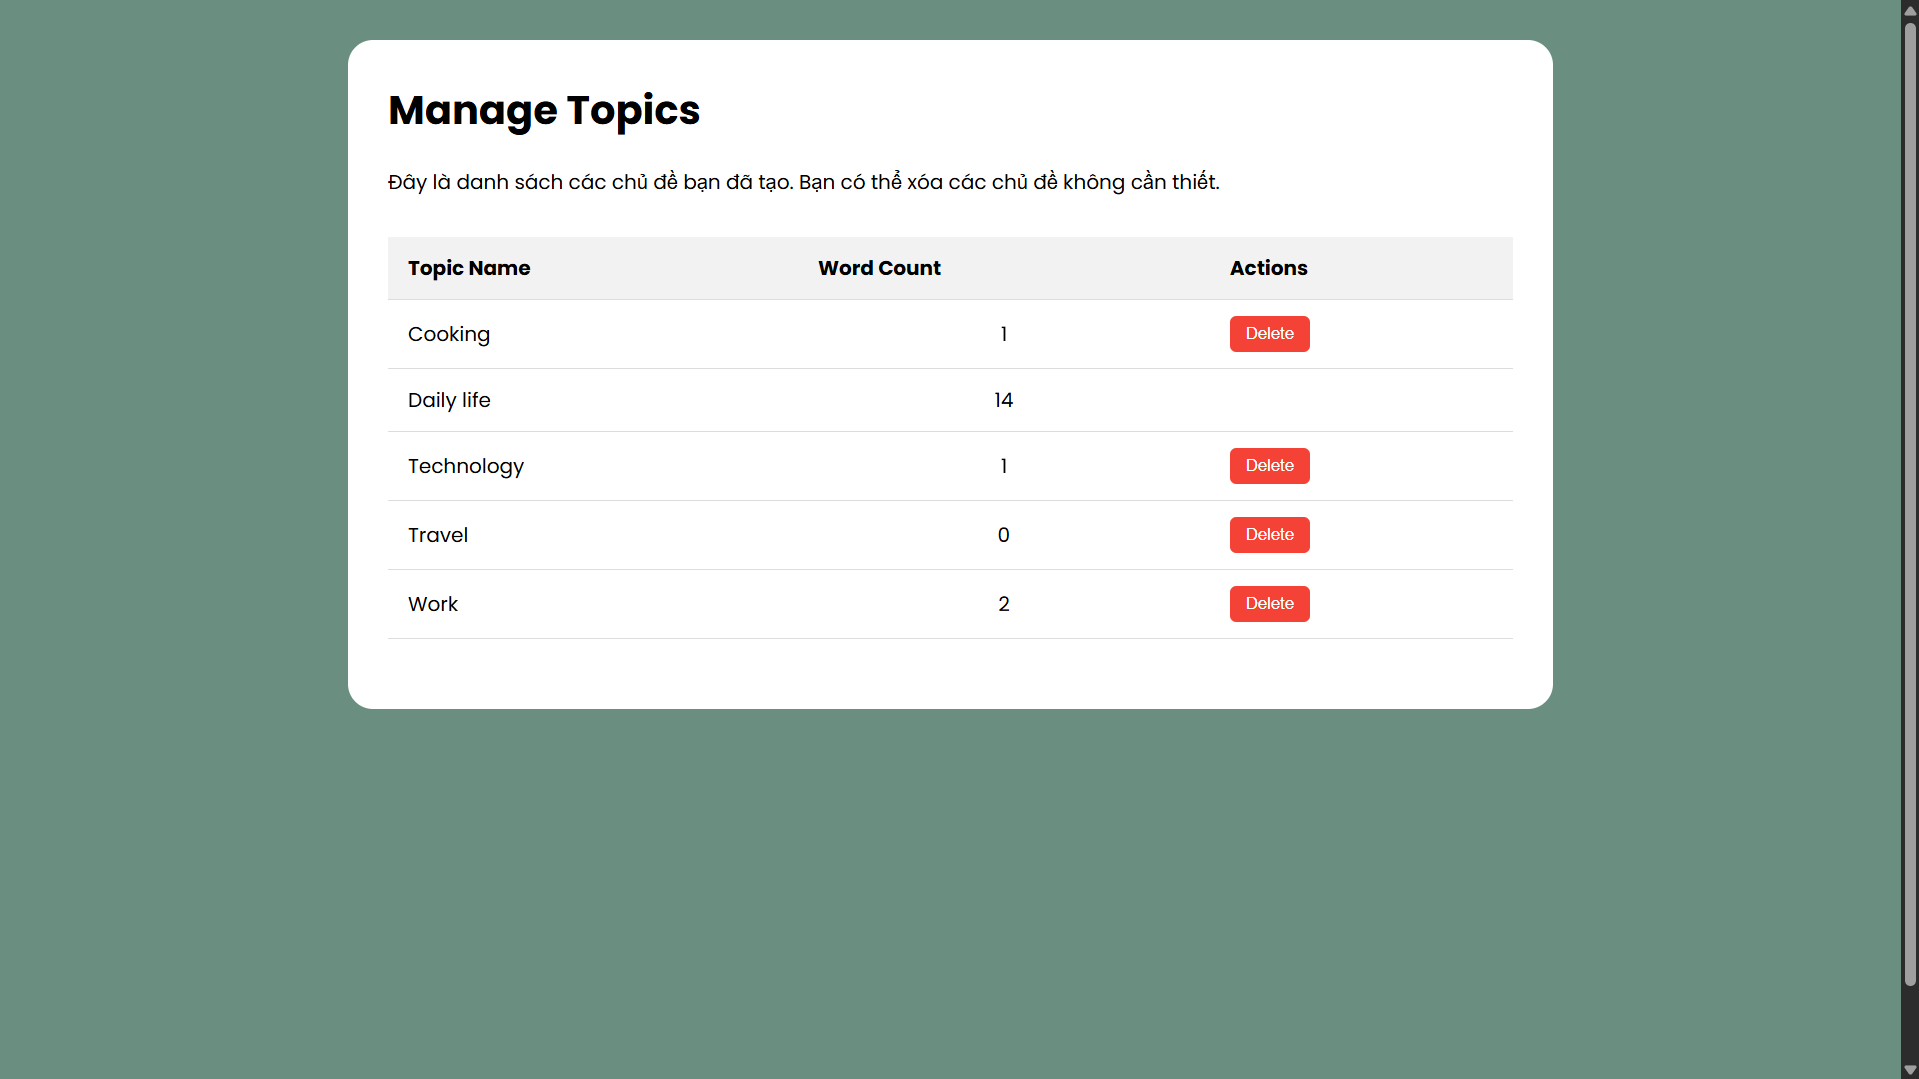 Manage Topics
Đây là danh sách các chủ đề bạn đã tạo. Bạn có thể xóa các chủ đề không cần thiết.
Topic Name Word Count Actions
Cooking 1 Delete
Daily life 14
Technology 1 Delete
Travel 0 Delete
Work 2 Delete